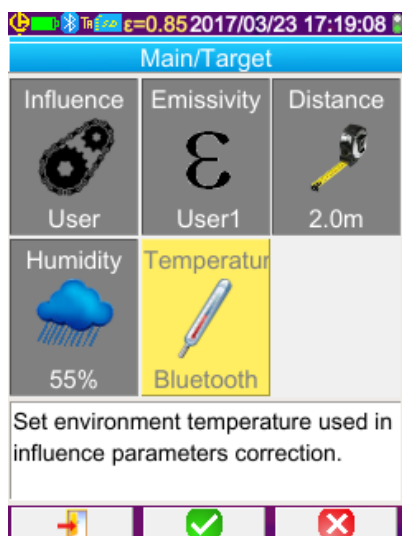 ε=0.85 2017/03/23 17:19:08
Main/Target
Influence Emissivity Distance
ε
User User1 2.0m
Humidity Temperatur
55% Bluetooth
Set environment temperature used in
influence parameters correction.